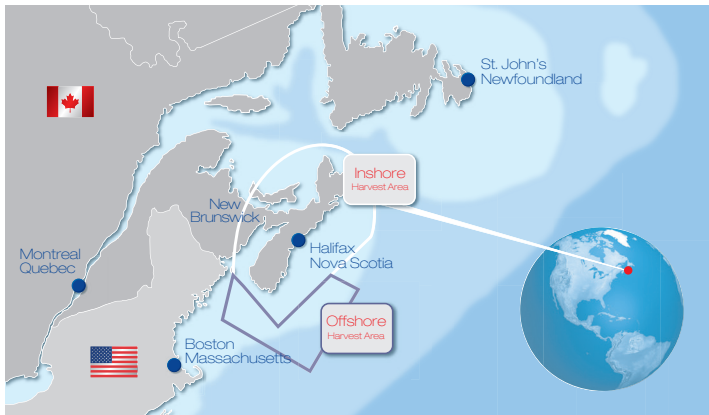 St. John's
Newfoundland
Inshore
Harvest Area
New
Brunswick
Halifax
Nova Scotia
Montreal
Quebec
Offshore
Harvest Area
Boston
Massachusetts